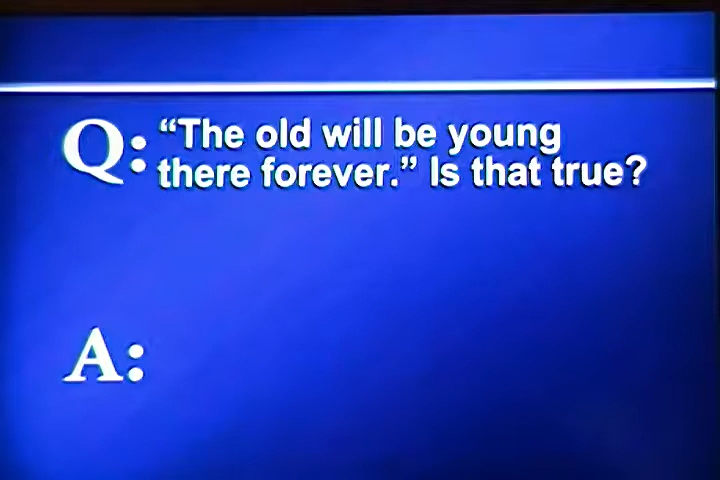 Q: “The old will be young
there forever.” Is that true?
A: